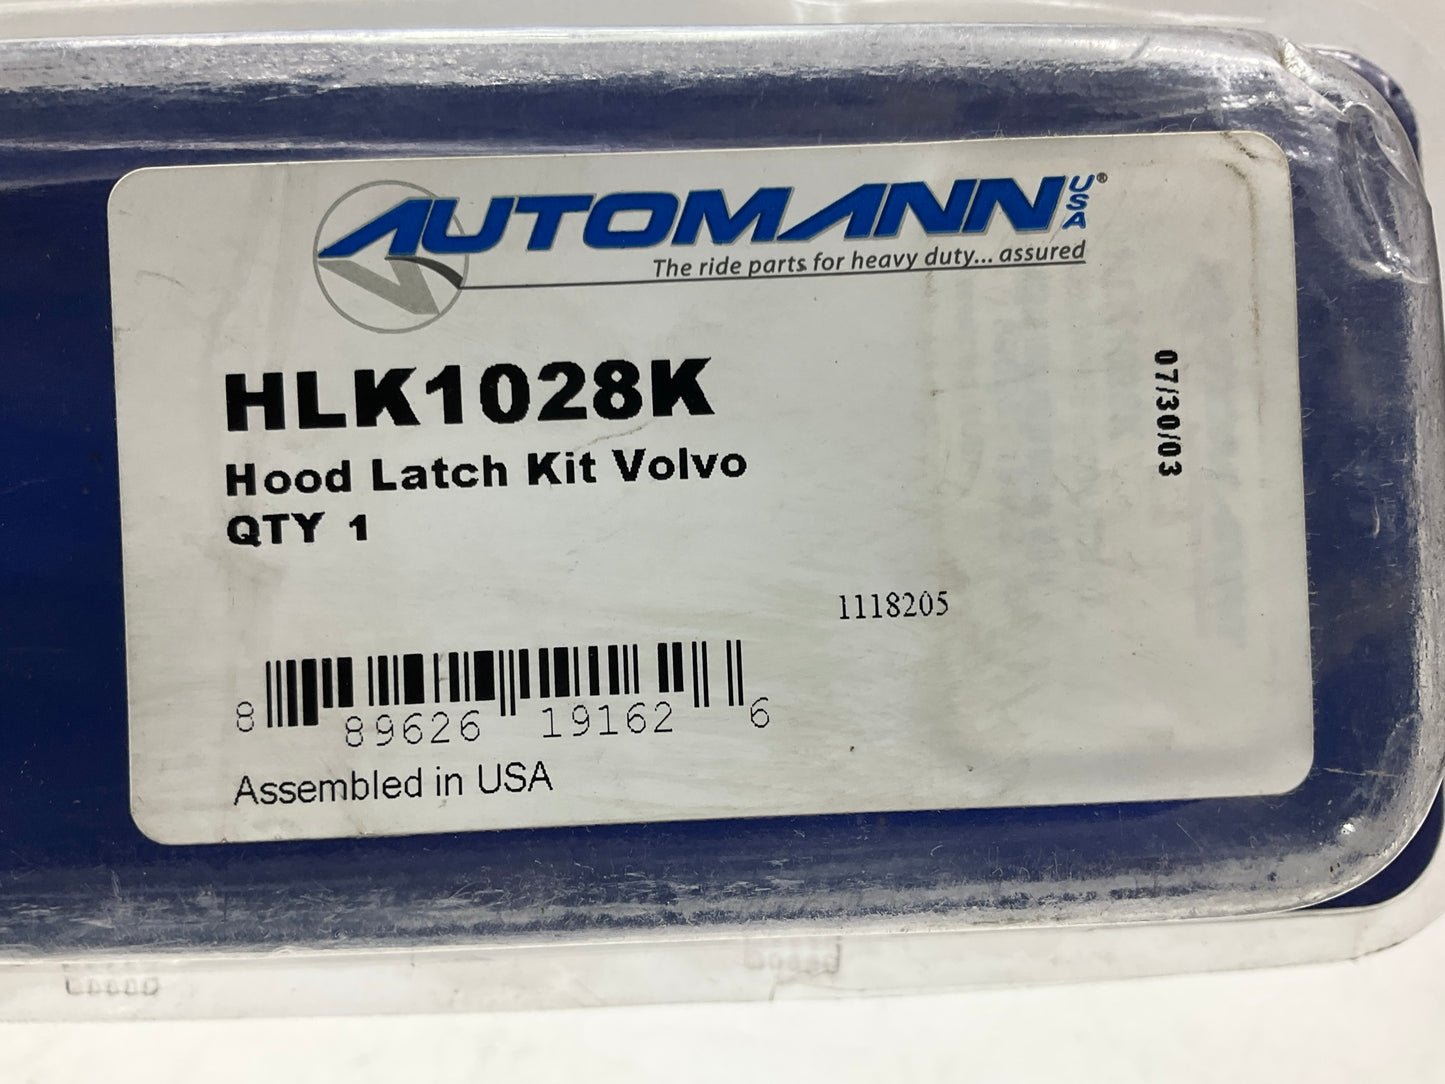 AUTOMANN USA®
The ride parts for heavy duty... assured
HLK1028K
Hood Latch Kit Volvo
QTY 1
07/30/03
1118205
8 89626 19162 6
Assembled in USA